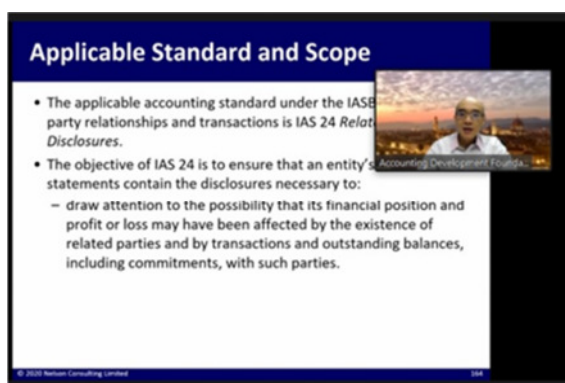 Applicable Standard and Scope
• The applicable accounting standard under the IASB
party relationships and transactions is IAS 24 Relat
Disclosures.
• The objective of IAS 24 is to ensure that an entity's
statements contain the disclosures necessary to:
– draw attention to the possibility that its financial position and
profit or loss may have been affected by the existence of
related parties and by transactions and outstanding balances,
including commitments, with such parties.
Accounting Development Founda...
© 2020 Nelson Consulting Limited
164